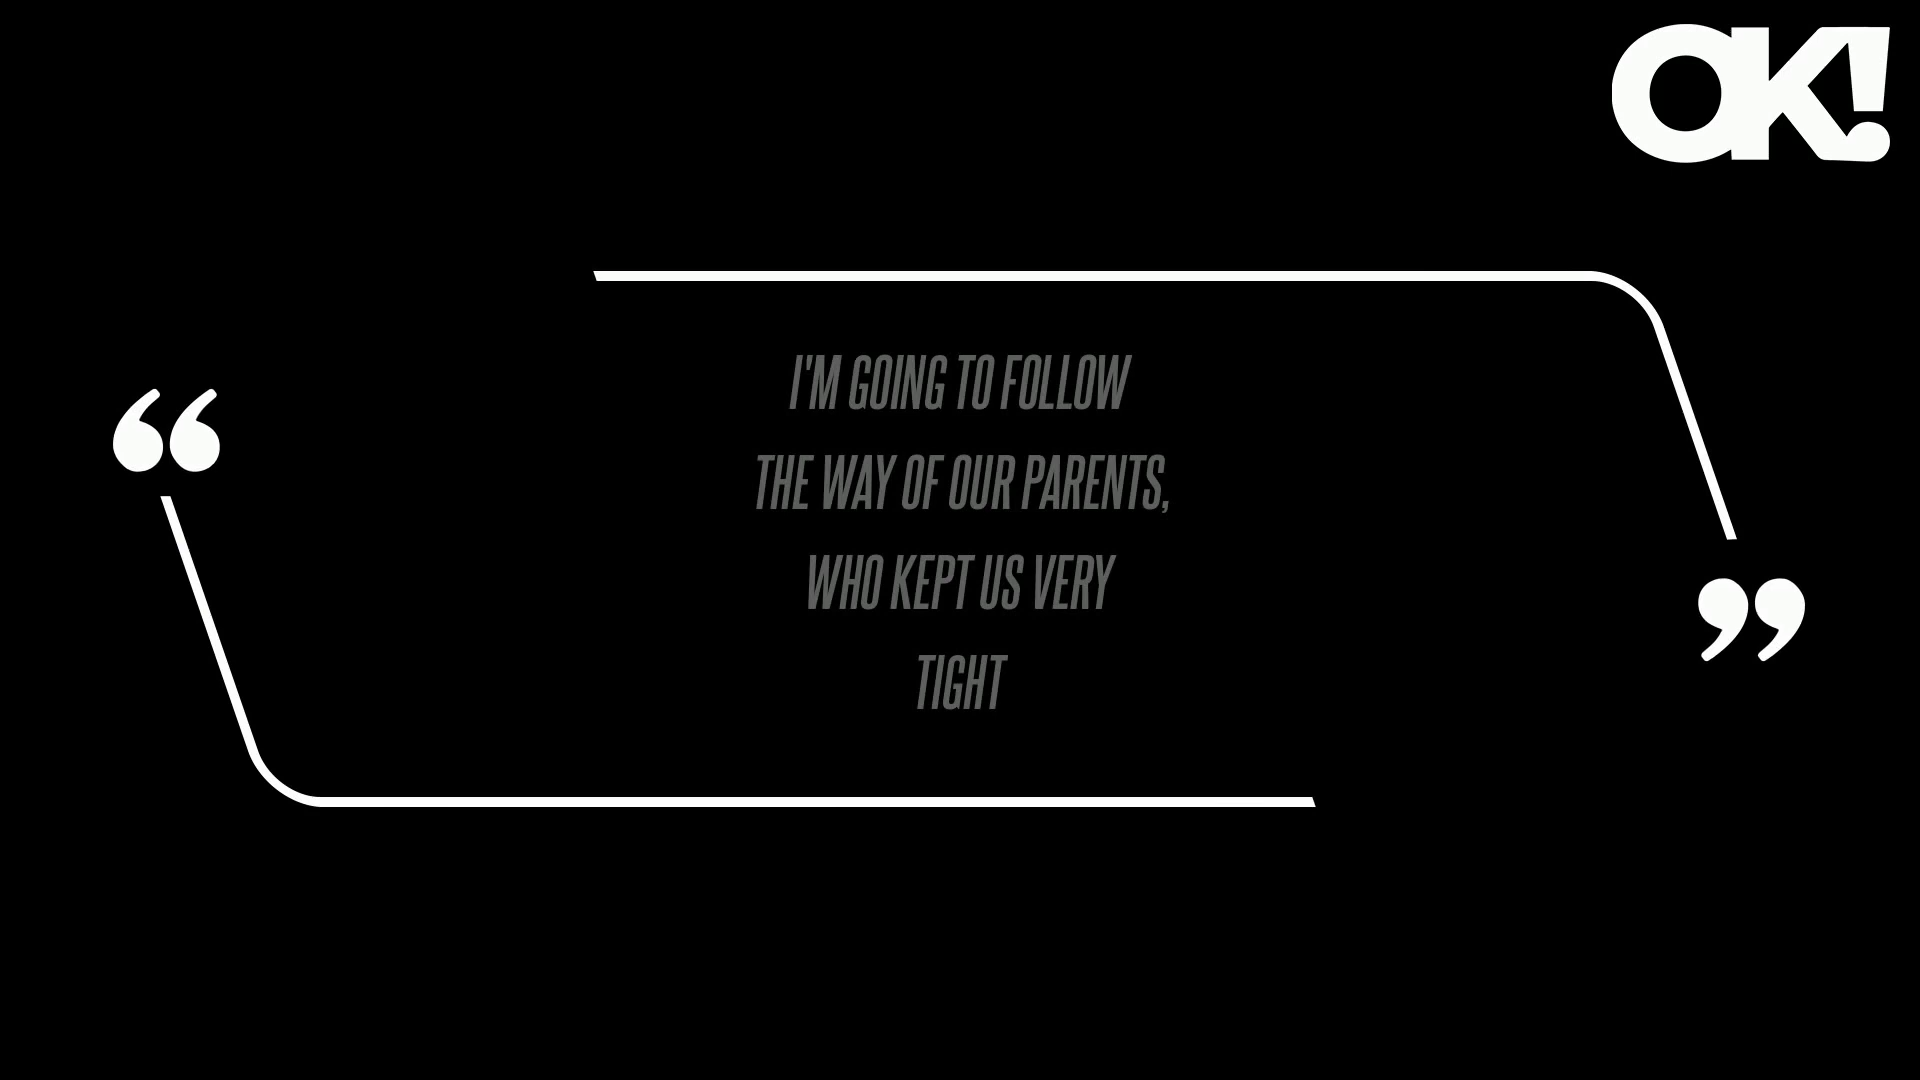 OK!
“
I'M GOING TO FOLLOW
THE WAY OF OUR PARENTS,
WHO KEPT US VERY
TIGHT
”